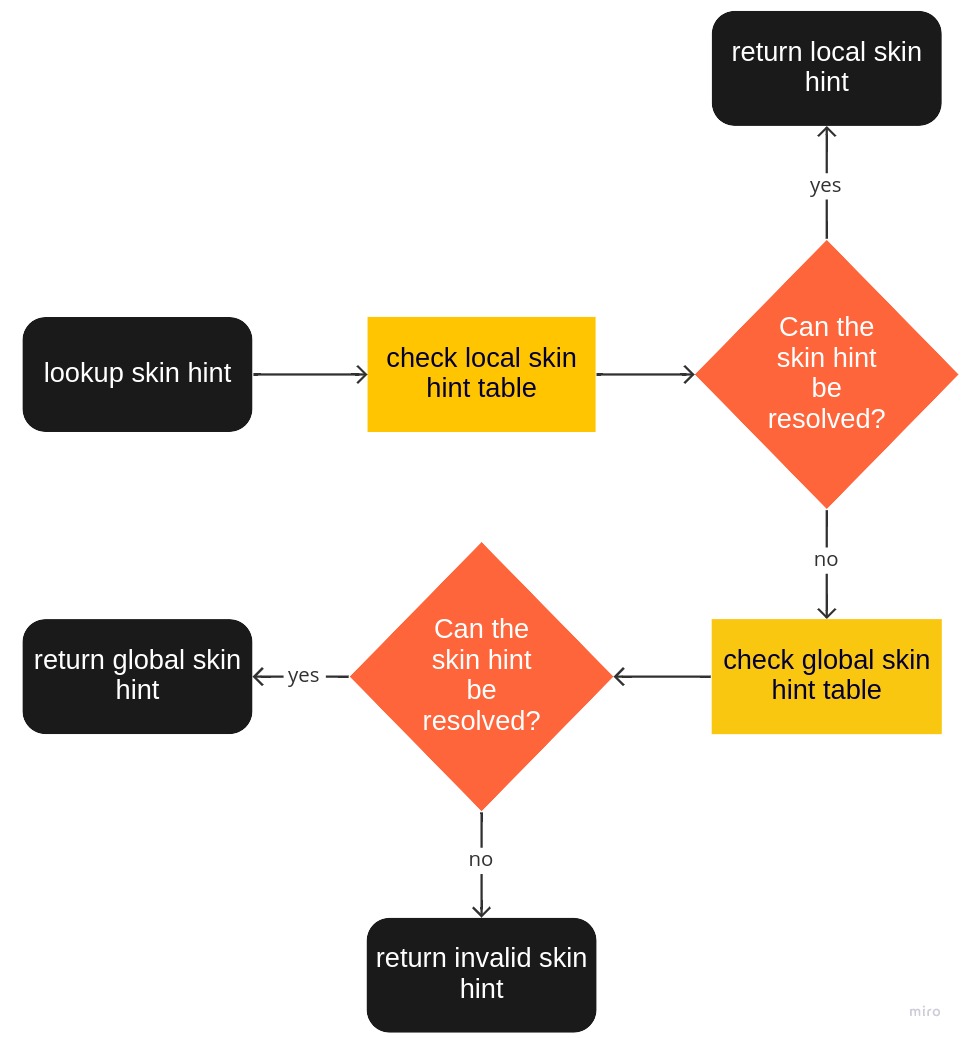 return local skin
hint
yes
Can the
skin hint
be
resolved?
lookup skin hint
check local skin
hint table
no
check global skin
hint table
Can the
skin hint
be
resolved?
yes
return global skin
hint
no
return invalid skin
hint
miro